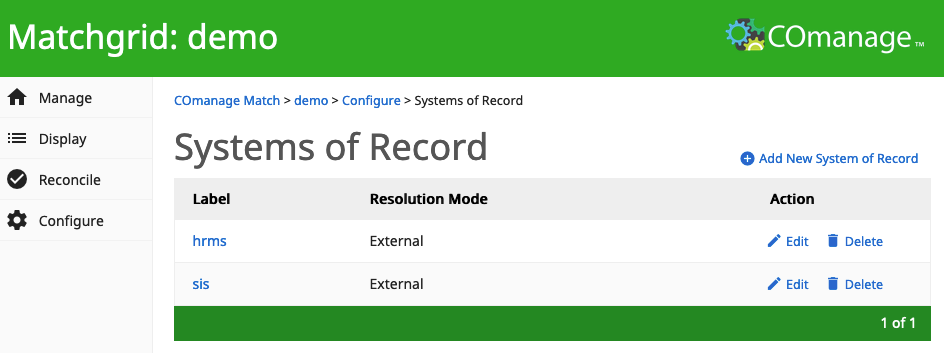 Matchgrid: demo
COmanage™
Manage
Display
Reconcile
Configure
COmanage Match > demo > Configure > Systems of Record
Systems of Record
Add New System of Record
Label Resolution Mode Action
hrms External Edit Delete
sis External Edit Delete
1 of 1